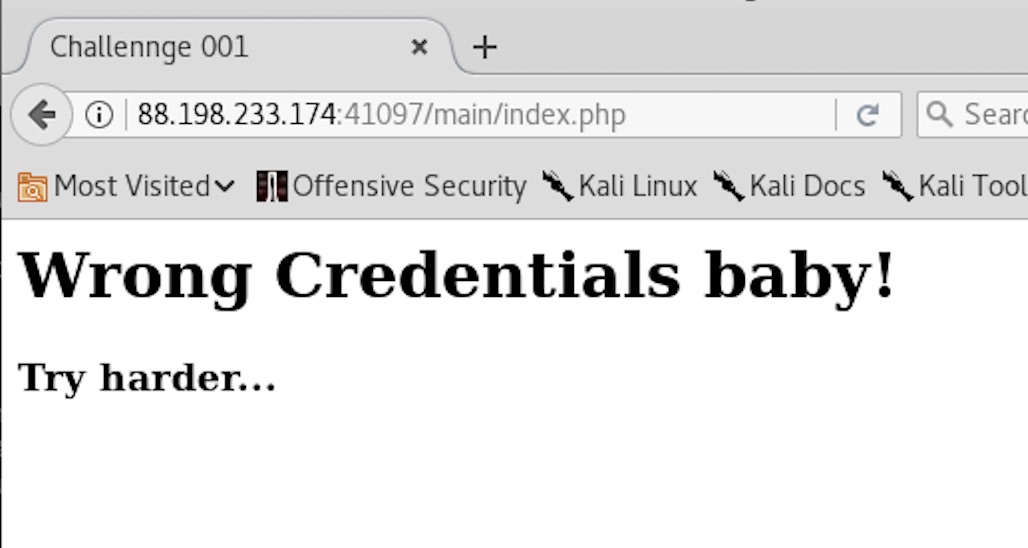 Challennge 001
88.198.233.174:41097/main/index.php
Most Visited Offensive Security Kali Linux Kali Docs Kali Tool
Wrong Credentials baby!
Try harder...